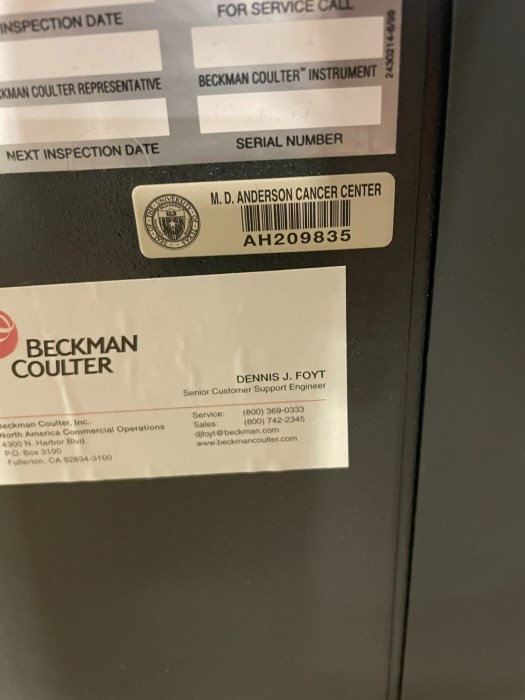 INSPECTION DATE
FOR SERVICE CALL
KMAN COULTER REPRESENTATIVE
BECKMAN COULTER™ INSTRUMENT
2430214-6/99
NEXT INSPECTION DATE
SERIAL NUMBER
M. D. ANDERSON CANCER CENTER
AH209835
BECKMAN
COULTER
DENNIS J. FOYT
Senior Customer Support Engineer
Beckman Coulter, Inc.
North America Commercial Operations
4300 N. Harbor Blvd.
P.O. Box 3100
Fullerton, CA 92834-3100
Service: (800) 369-0333
Sales: (800) 742-2345
djfoyt@beckman.com
www.beckmancoulter.com